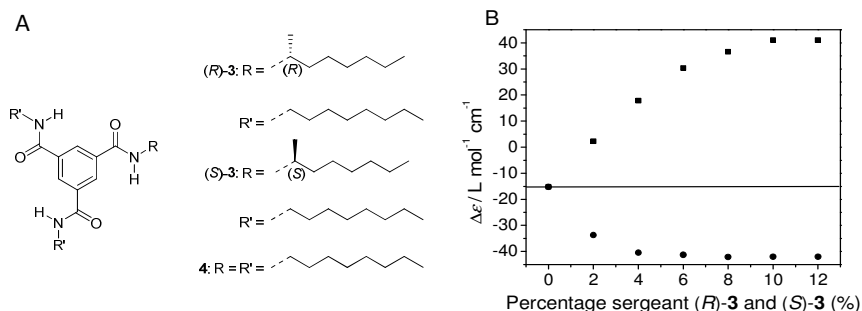 A
(R)-3: R =
(R)
R' =
(S)-3: R =
(S)
R' =
4: R = R' =
R'
H
N
O
O
R
N
H
H
N
O
R'
B
40
30
20
10
0
-10
-20
-30
-40
Δε / L mol⁻¹ cm⁻¹
0 2 4 6 8 10 12
Percentage sergeant (R)-3 and (S)-3 (%)